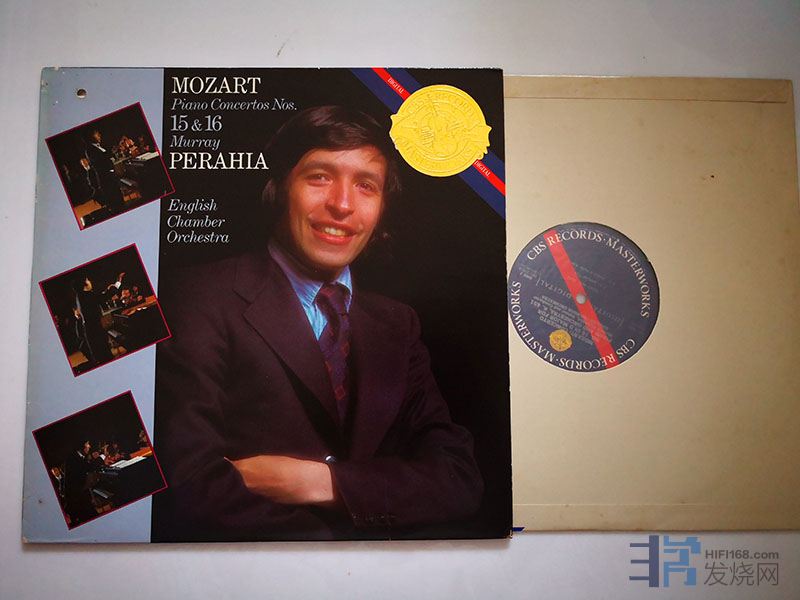 MOZART
Piano Concertos Nos.
15 & 16
Murray
PERAHIA
English
Chamber
Orchestra
DIGITAL
DIGITAL
CBS RECORDS · MASTERWORKS
CBS RECORDS · MASTERWORKS
DIGITAL
HIFI168.com
发烧网